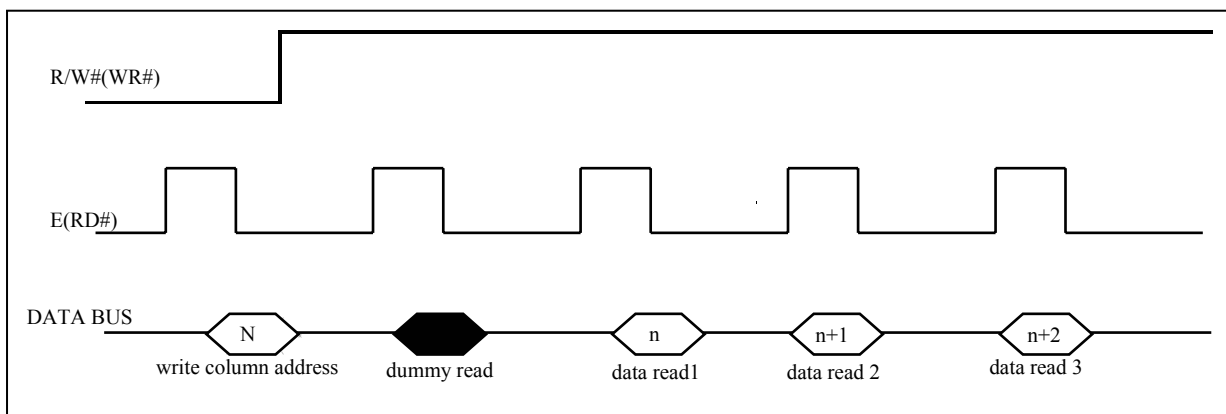 R/W#(WR#)
E(RD#)
DATA BUS
N
n
n+1
n+2
write column address
dummy read
data read1
data read 2
data read 3